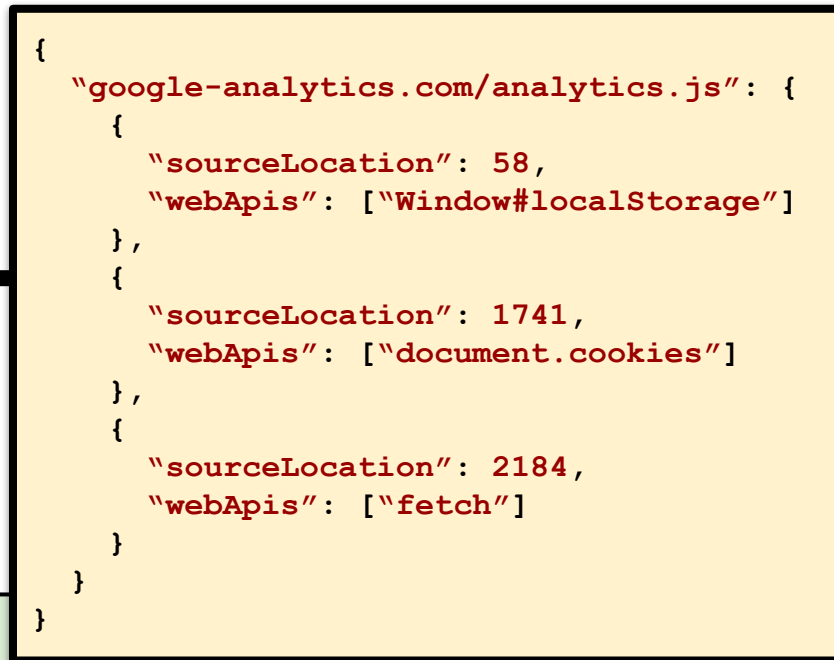 {
“google-analytics.com/analytics.js”: {
{
“sourceLocation”: 58,
“webApis”: [“Window#localStorage”]
},
{
“sourceLocation”: 1741,
“webApis”: [“document.cookies”]
},
{
“sourceLocation”: 2184,
“webApis”: [“fetch”]
}
}
}